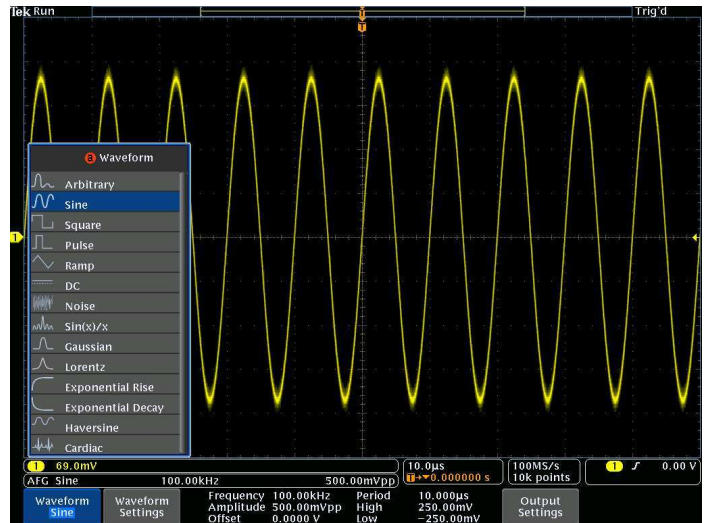 Tek Run Trig'd
T
T
a Waveform
Arbitrary
Sine
Square
Pulse
Ramp
DC
Noise
Sin(x)/x
Gaussian
Lorentz
Exponential Rise
Exponential Decay
Haversine
Cardiac
1
1 69.0mV
AFG Sine 100.00kHz 500.00mVpp
10.0µs
T→▼0.000000 s
100MS/s
10k points
1 0.00 V
Waveform
Sine
Waveform
Settings
Frequency 100.00kHz Period 10.000µs
Amplitude 500.00mVpp High 250.00mV
Offset 0.0000 V Low −250.00mV
Output
Settings